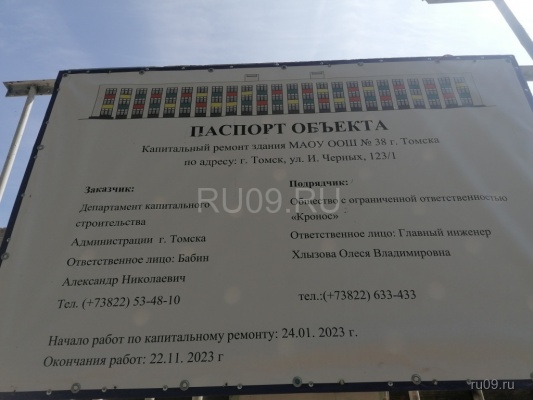 ПАСПОРТ ОБЪЕКТА
Капитальный ремонт здания МАОУ ООШ № 38 г. Томска
по адресу: г. Томск, ул. И. Черных, 123/1
Заказчик:
Департамент капитального
строительства
Администрации г. Томска
Ответственное лицо: Бабин
Александр Николаевич
Тел. (+73822) 53-48-10
Подрядчик:
Общество с ограниченной ответственностью
«Кронос»
Ответственное лицо: Главный инженер
Хлызова Олеся Владимировна
тел.:(+73822) 633-433
Начало работ по капитальному ремонту: 24.01. 2023 г.
Окончания работ: 22.11. 2023 г
RU09.RU
ru09.ru